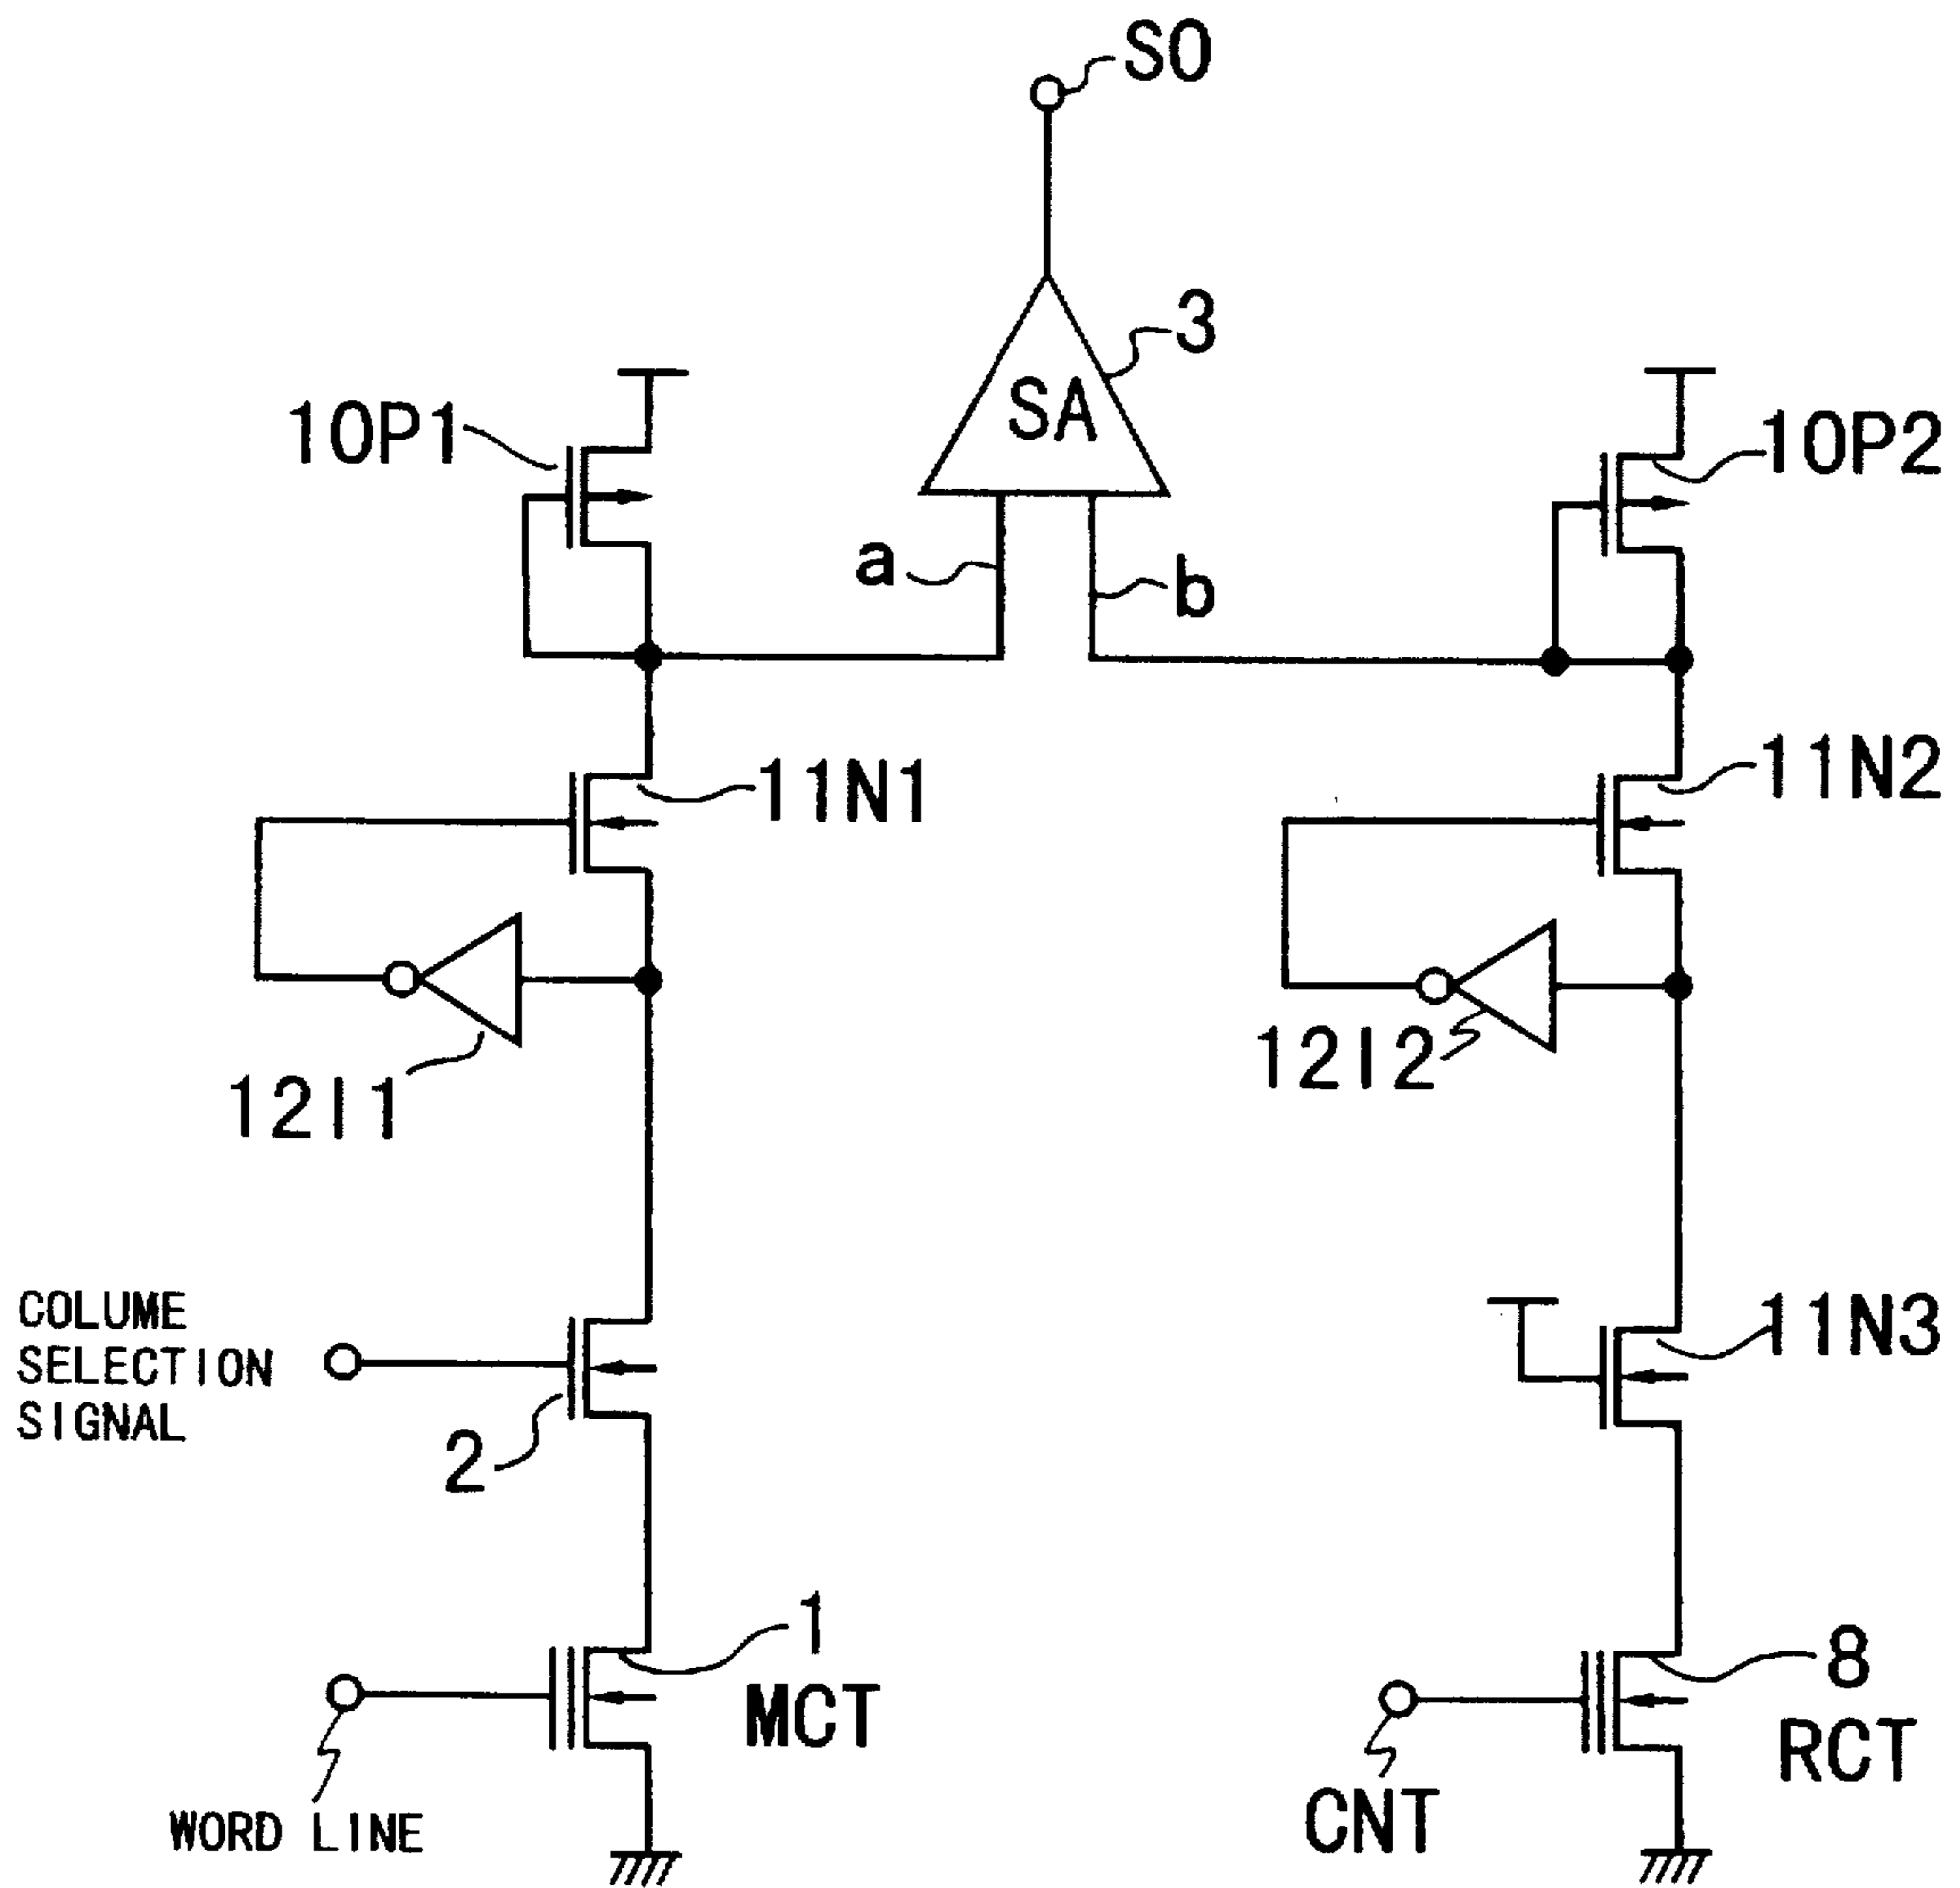 SO
3
SA
10P1
10P2
a
b
11N1
11N2
12I1
12I2
COLUME
SELECTION
SIGNAL
11N3
2
1
MCT
8
RCT
WORD LINE
CNT